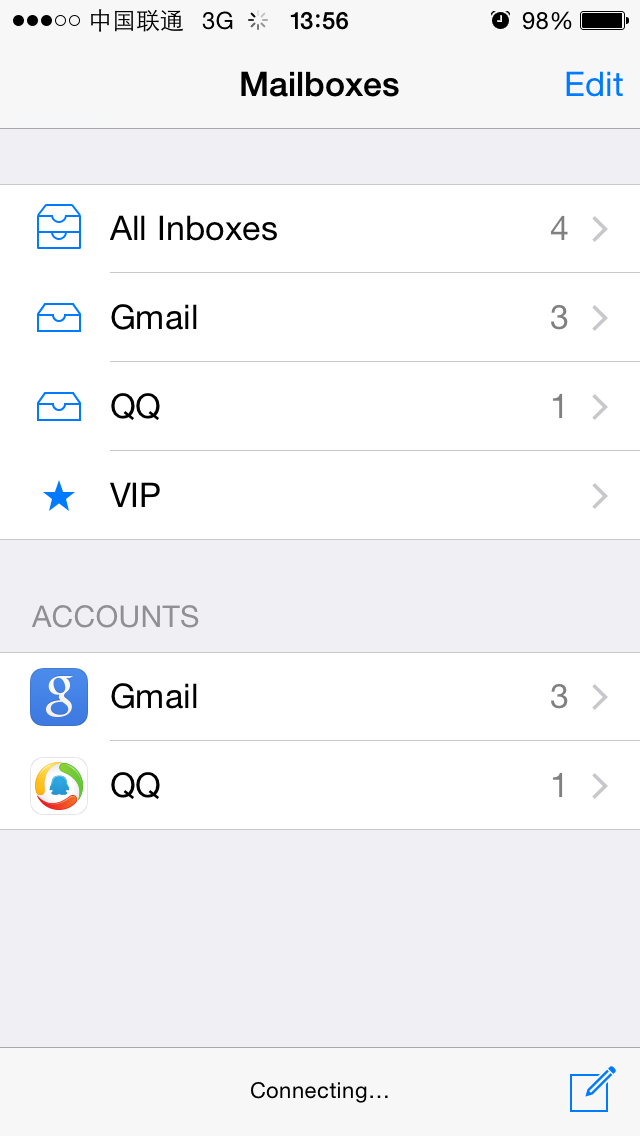 中国联通 3G 13:56 98%
Mailboxes Edit
All Inboxes 4
Gmail 3
QQ 1
VIP
ACCOUNTS
g Gmail 3
QQ 1
Connecting...